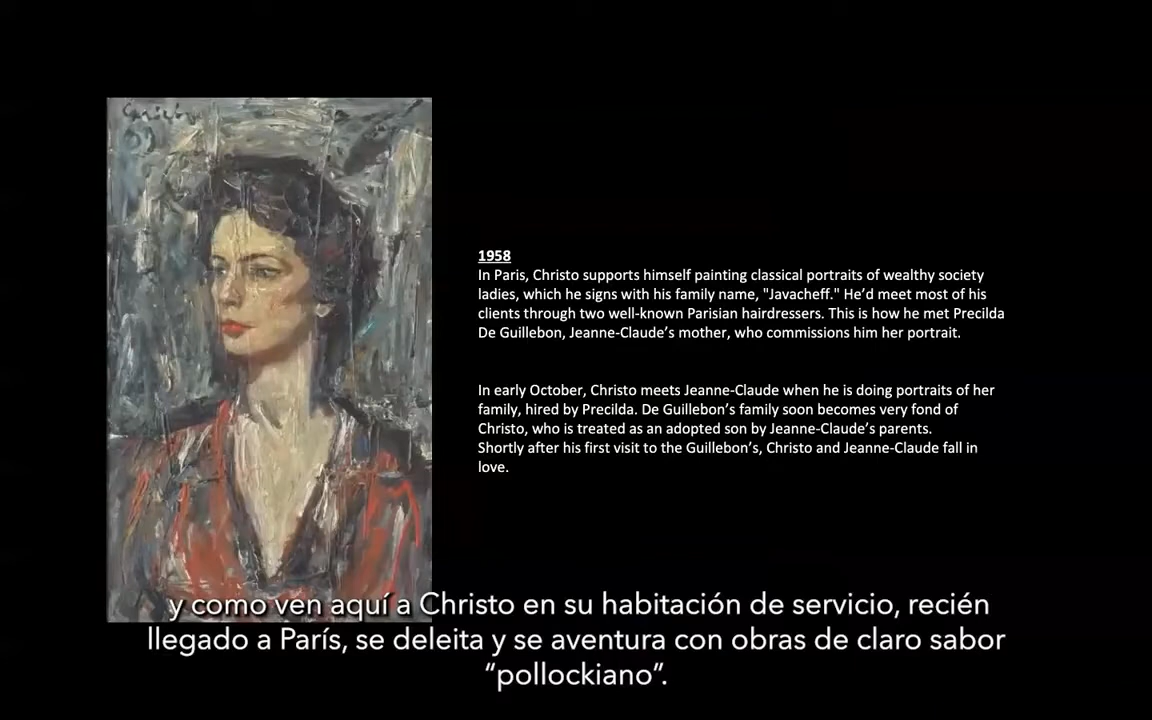 1958
In Paris, Christo supports himself painting classical portraits of wealthy society
ladies, which he signs with his family name, "Javacheff." He’d meet most of his
clients through two well-known Parisian hairdressers. This is how he met Precilda
De Guillebon, Jeanne-Claude’s mother, who commissions him her portrait.
In early October, Christo meets Jeanne-Claude when he is doing portraits of her
family, hired by Precilda. De Guillebon’s family soon becomes very fond of
Christo, who is treated as an adopted son by Jeanne-Claude’s parents.
Shortly after his first visit to the Guillebon’s, Christo and Jeanne-Claude fall in
love.
y como ven aquí a Christo en su habitación de servicio, recién
llegado a París, se deleita y se aventura con obras de claro sabor
“pollockiano”.